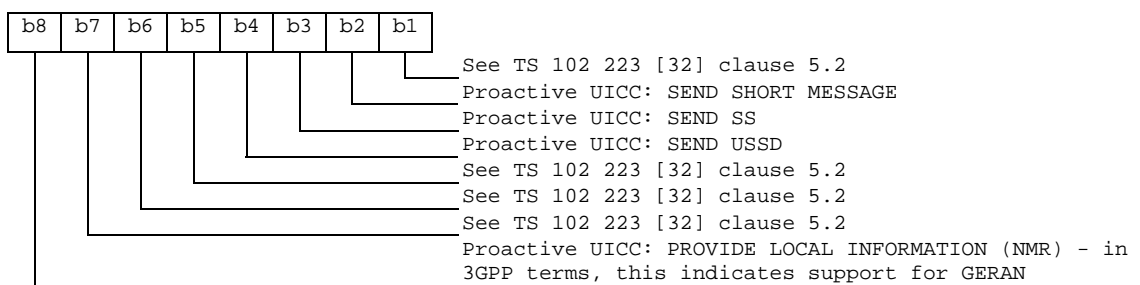 b8 b7 b6 b5 b4 b3 b2 b1
See TS 102 223 [32] clause 5.2
Proactive UICC: SEND SHORT MESSAGE
Proactive UICC: SEND SS
Proactive UICC: SEND USSD
See TS 102 223 [32] clause 5.2
See TS 102 223 [32] clause 5.2
See TS 102 223 [32] clause 5.2
Proactive UICC: PROVIDE LOCAL INFORMATION (NMR) - in
3GPP terms, this indicates support for GERAN